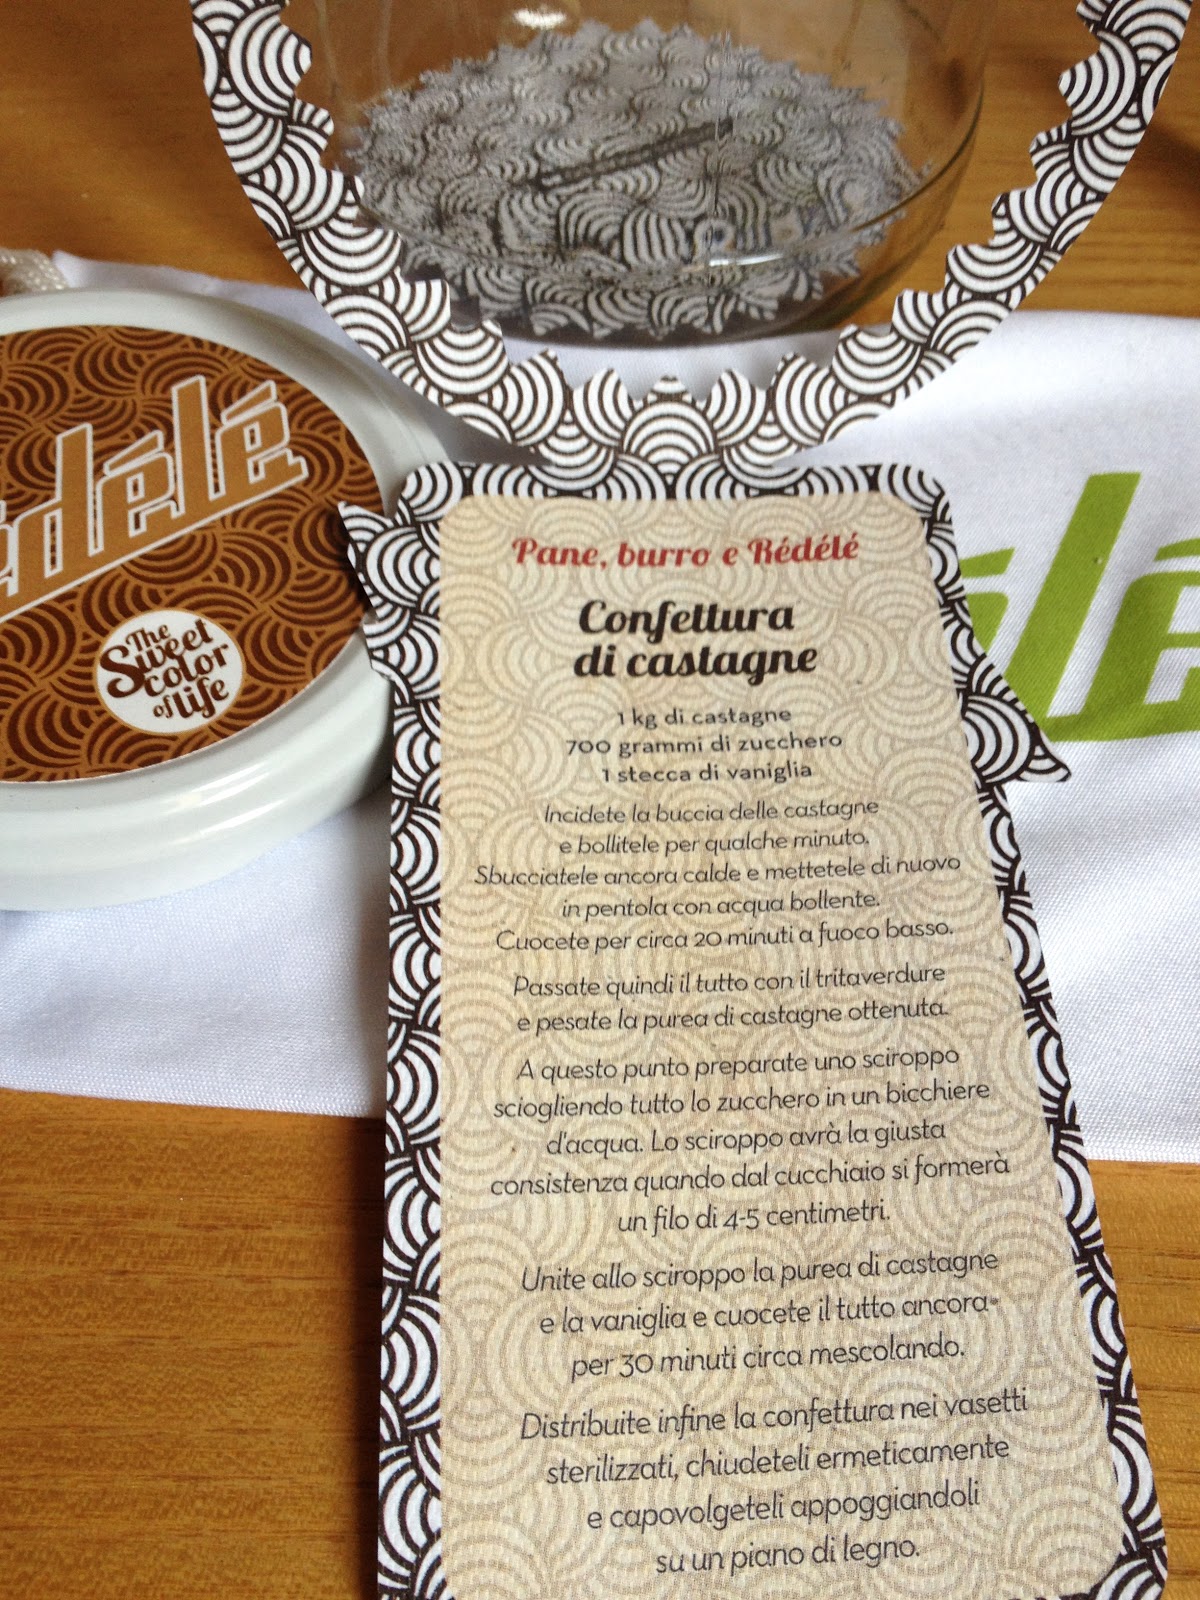 délé
The
Sweet
color
of life
élé
Pane, burro e Rédélé
Confettura
di castagne
1 kg di castagne
700 grammi di zucchero
1 stecca di vaniglia
Incidete la buccia delle castagne
e bollitele per qualche minuto.
Sbucciatele ancora calde e mettetele di nuovo
in pentola con acqua bollente.
Cuocete per circa 20 minuti a fuoco basso.
Passate quindi il tutto con il tritaverdure
e pesate la purea di castagne ottenuta.
A questo punto preparate uno sciroppo
sciogliendo tutto lo zucchero in un bicchiere
d'acqua. Lo sciroppo avrà la giusta
consistenza quando dal cucchiaio si formerà
un filo di 4-5 centimetri.
Unite allo sciroppo la purea di castagne
e la vaniglia e cuocete il tutto ancora
per 30 minuti circa mescolando.
Distribuite infine la confettura nei vasetti
sterilizzati, chiudeteli ermeticamente
e capovolgeteli appoggiandoli
su un piano di legno.